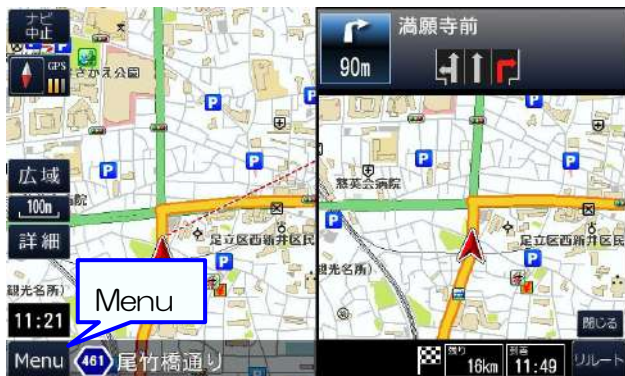 ナビ
中止
GPS
さかえ公園
広域
100m
院
詳細
足立区西新井区民
観光名所)
11:21
Menu
Menu
461
尾竹橋通り
90m
満願寺前
慈英会病院
足立区西新井区民
観光名所)
閉じる
残り
16km
到着
11:49
リルート
P
P
P
P
P
P
P
P